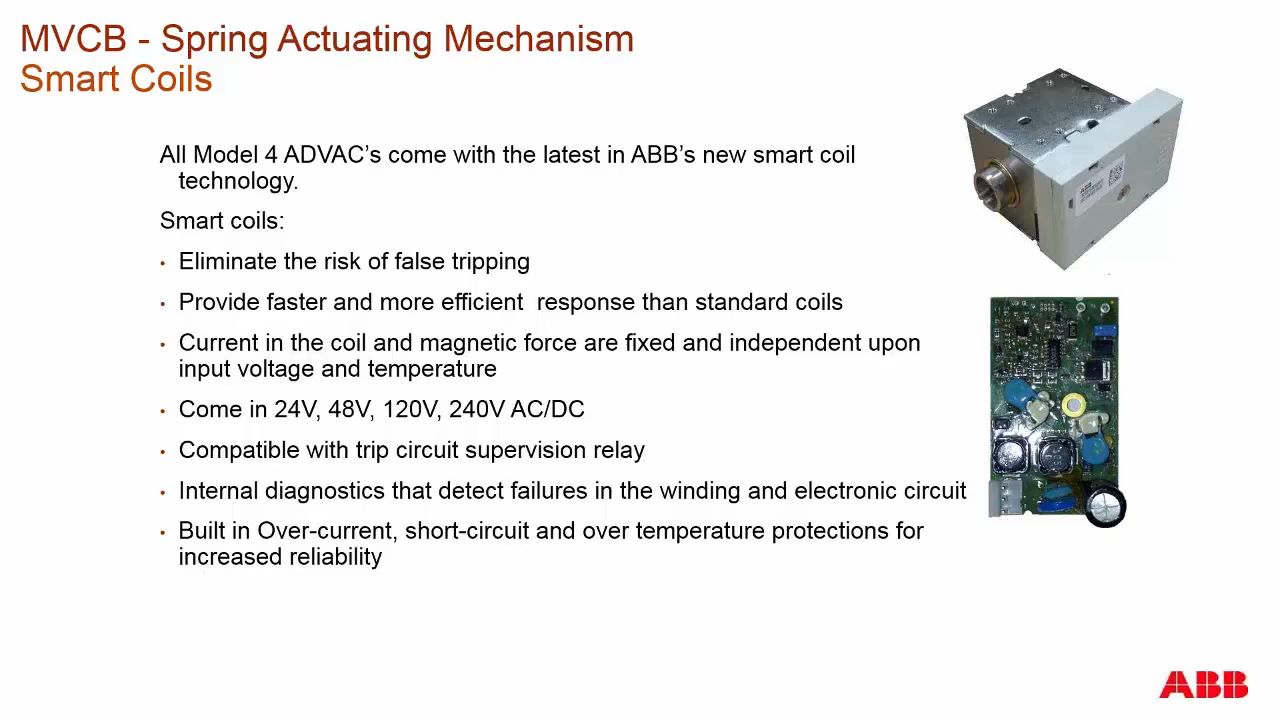 MVCB - Spring Actuating Mechanism
Smart Coils
All Model 4 ADVAC’s come with the latest in ABB’s new smart coil
technology.
Smart coils:
• Eliminate the risk of false tripping
• Provide faster and more efficient  response than standard coils
• Current in the coil and magnetic force are fixed and independent upon
input voltage and temperature
• Come in 24V, 48V, 120V, 240V AC/DC
• Compatible with trip circuit supervision relay
• Internal diagnostics that detect failures in the winding and electronic circuit
• Built in Over-current, short-circuit and over temperature protections for
increased reliability
ABB